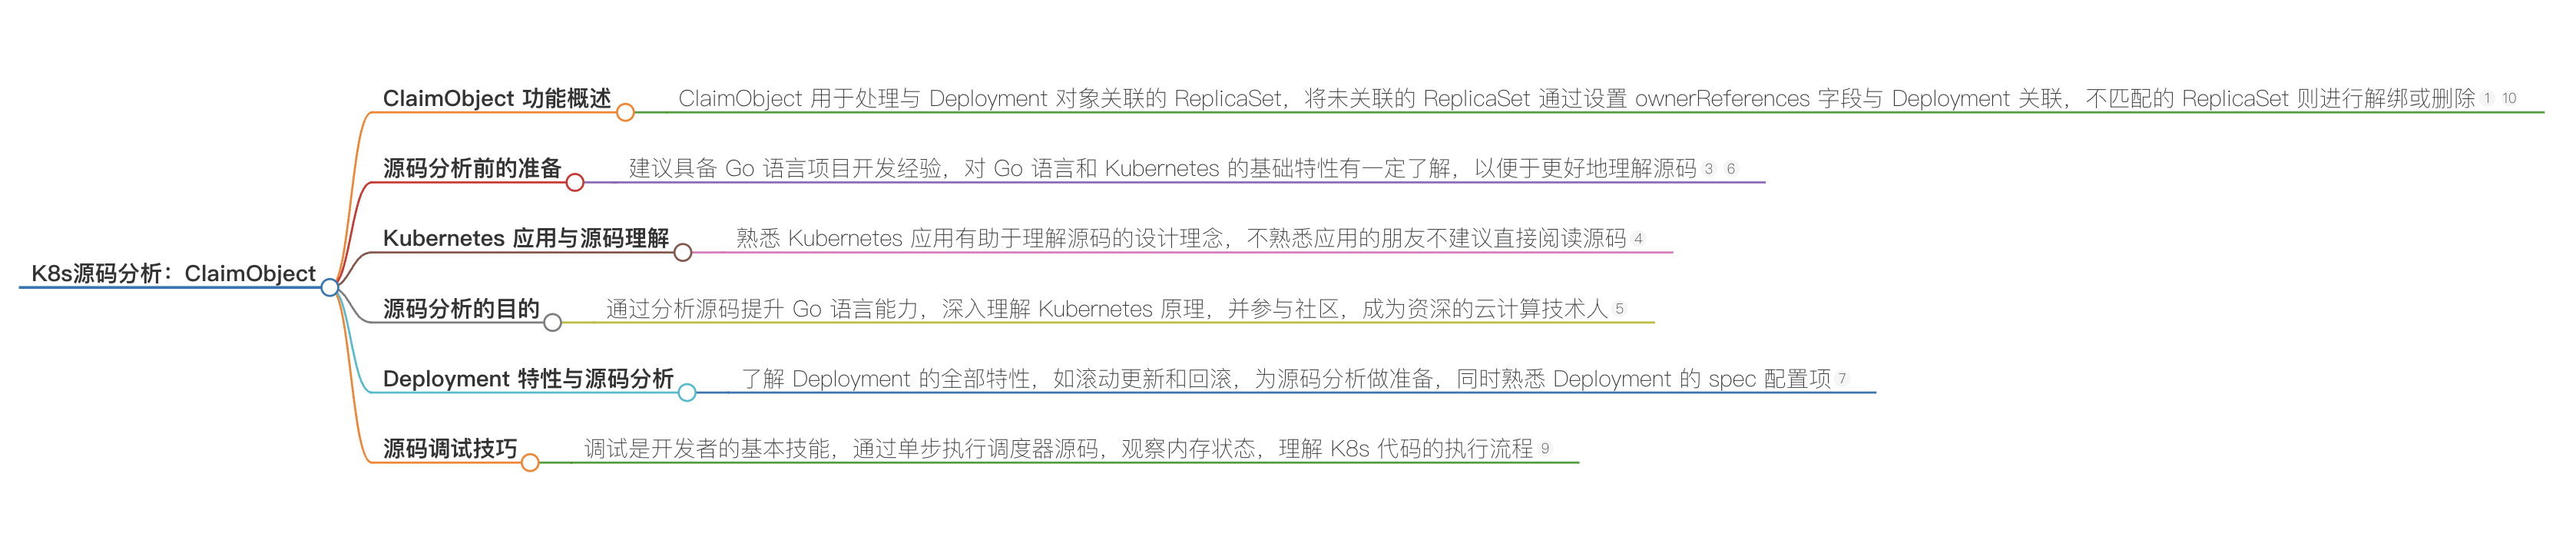 ClaimObject 功能概述
ClaimObject 用于处理与 Deployment 对象关联的 ReplicaSet，将未关联的 ReplicaSet 通过设置 ownerReferences 字段与 Deployment 关联，不匹配的 ReplicaSet 则进行解绑或删除 1 10
源码分析前的准备
建议具备 Go 语言项目开发经验，对 Go 语言和 Kubernetes 的基础特性有一定了解，以便于更好地理解源码 3 6
Kubernetes 应用与源码理解
熟悉 Kubernetes 应用有助于理解源码的设计理念，不熟悉应用的朋友不建议直接阅读源码 4
K8s源码分析：ClaimObject
源码分析的目的
通过分析源码提升 Go 语言能力，深入理解 Kubernetes 原理，并参与社区，成为资深的云计算技术人 5
Deployment 特性与源码分析
了解 Deployment 的全部特性，如滚动更新和回滚，为源码分析做准备，同时熟悉 Deployment 的 spec 配置项 7
源码调试技巧
调试是开发者的基本技能，通过单步执行调度器源码，观察内存状态，理解 K8s 代码的执行流程 9